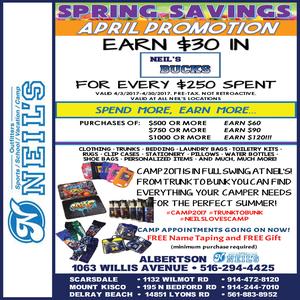 SPRING SAVINGS
APRIL PROMOTION
EARN $30 IN
NEIL'S
BUCKS
FOR EVERY $250 SPENT
VALID 4/3/2017-4/30/2017. PRE-TAX. NOT RETROACTIVE.
VALID AT ALL NEIL'S LOCATIONS
SPEND MORE, EARN MORE...
PURCHASES OF: $500 OR MORE EARN $60
$750 OR MORE EARN $90
$1000 OR MORE EARN $120!!!
CLOTHING · TRUNKS · BEDDING · LAUNDRY BAGS · TOILETRY KITS ·
RUGS · CLIP CASES · STATIONERY · PILLOWS · WATER BOTTLES ·
SHOE BAGS · PERSONALIZED ITEMS · AND MUCH, MUCH MORE!
CAMP 2017 IS IN FULL SWING AT NEIL'S!
FROM TRUNK TO BUNK YOU CAN FIND
EVERYTHING YOUR CAMPER NEEDS
FOR THE PERFECT SUMMER!
#CAMP2017 #TRUNKTOBUNK
#NEILSLOVESCAMP
CAMP APPOINTMENTS GOING ON NOW!
FREE Name Taping and FREE Gift
(minimum purchase required)
ALBERTSON
NEIL'S
1063 WILLIS AVENUE • 516-294-4425
SCARSDALE • 1132 WILMOT RD • 914-472-8120
MOUNT KISCO • 195 N BEDFORD RD • 914-244-7010
DELRAY BEACH • 14851 LYONS RD • 561-883-8952
NEIL'S
Outfitters
Sports / School / Vacation / Camp